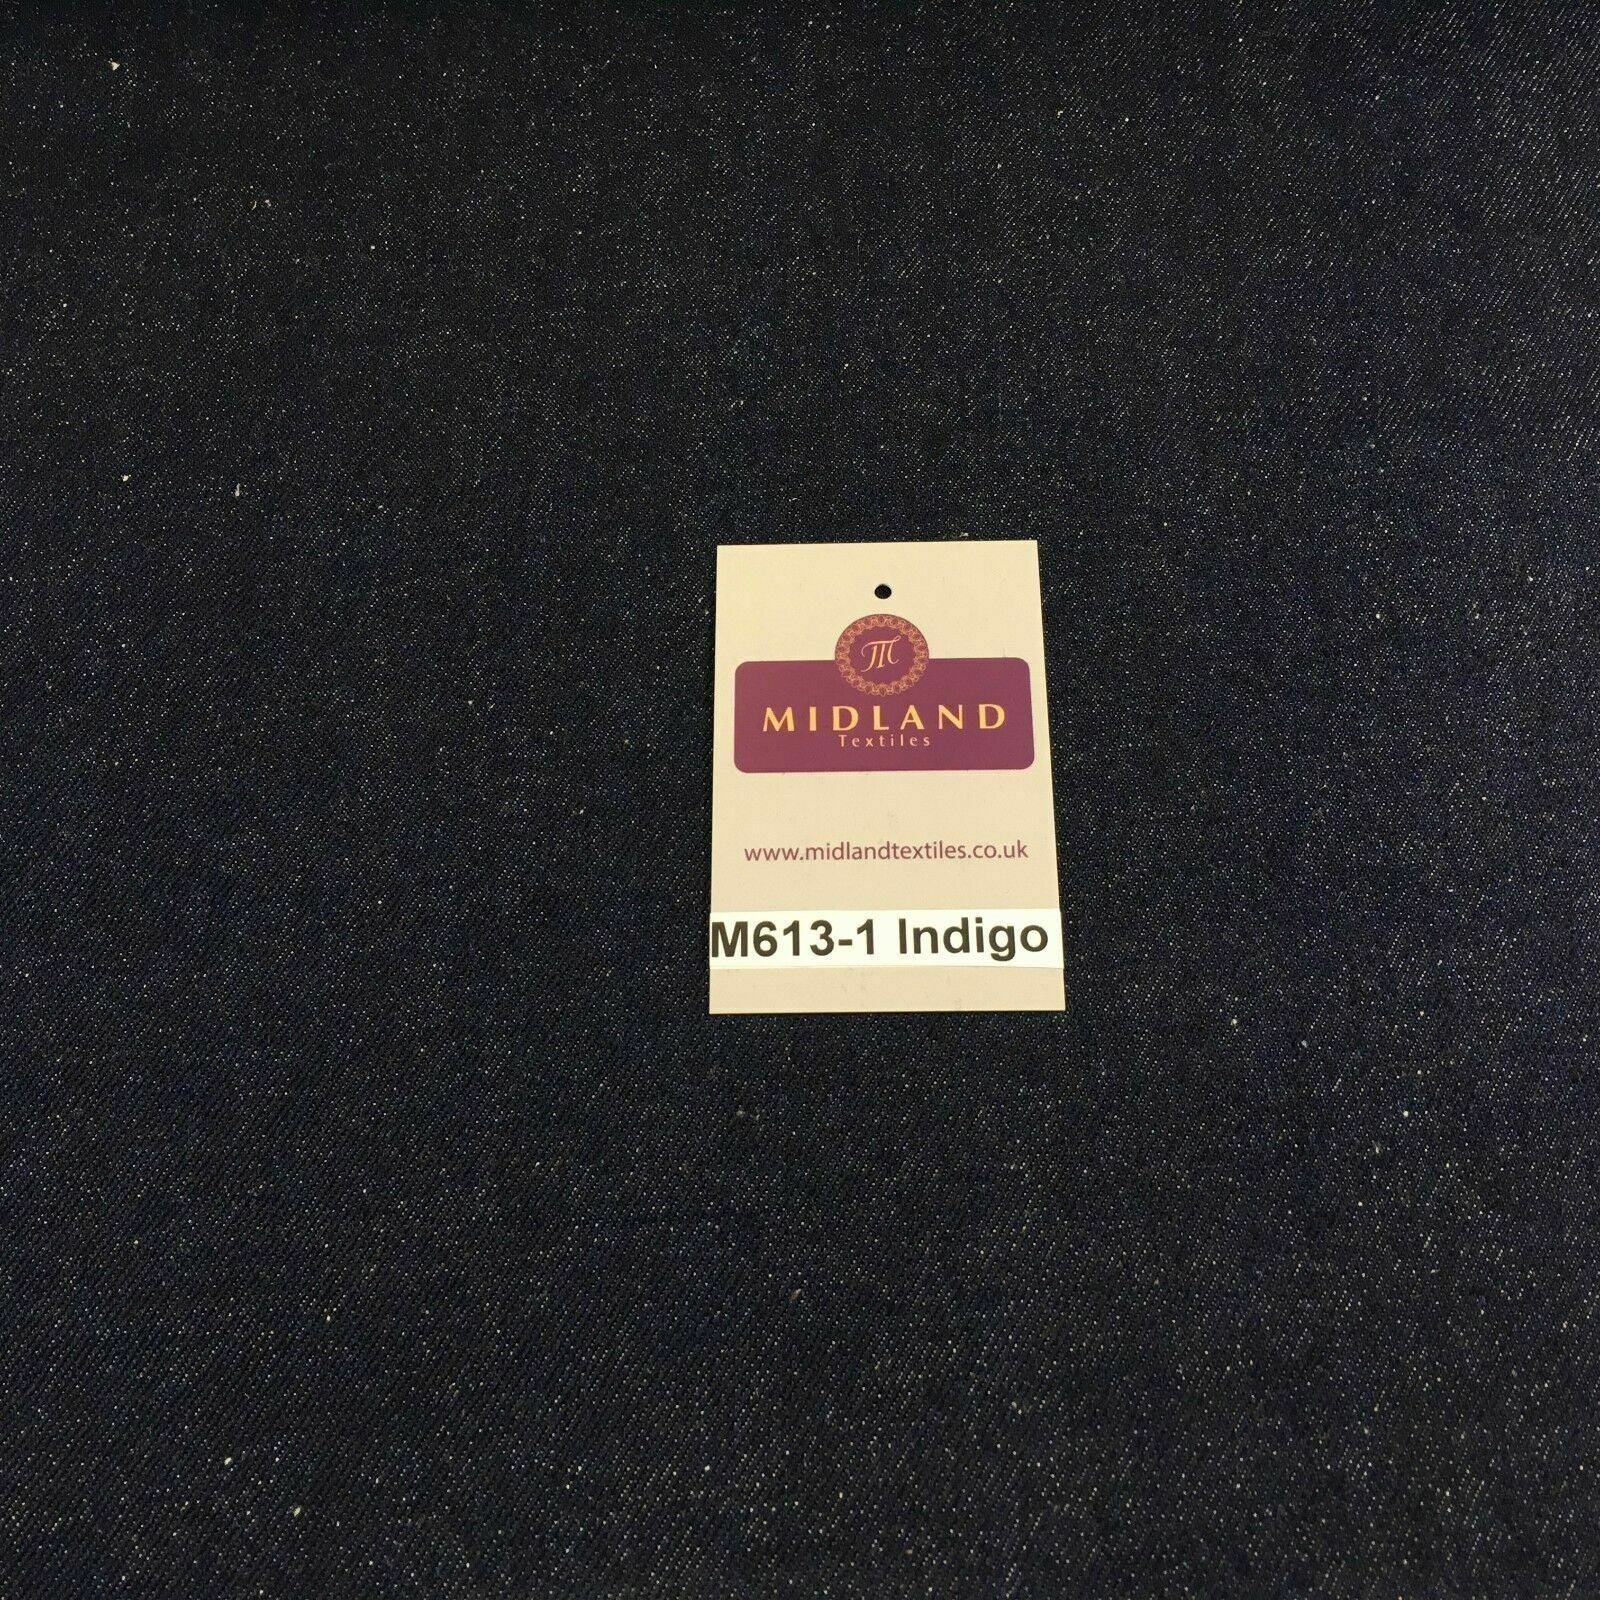 M
MIDLAND
Textiles
www.midlandtextiles.co.uk
M613-1 Indigo